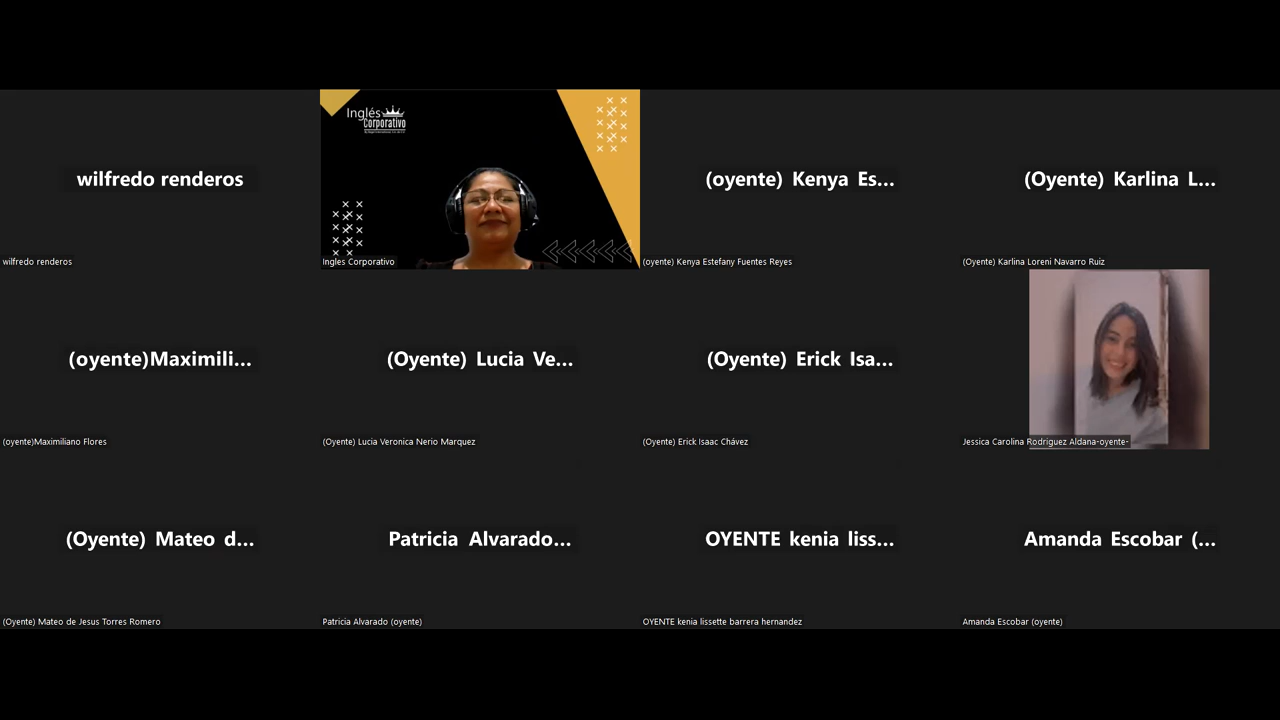 wilfredo renderos
wilfredo renderos
Inglés
Corporativo
Ingles Corporativo
(oyente) Kenya Es...
(oyente) Kenya Estefany Fuentes Reyes
(Oyente) Karlina L...
(Oyente) Karlina Loreni Navarro Ruiz
(oyente)Maximili...
(oyente)Maximiliano Flores
(Oyente) Lucia Ve...
(Oyente) Lucia Veronica Nerio Marquez
(Oyente) Erick Isa...
(Oyente) Erick Isaac Chávez
Jessica Carolina Rodriguez Aldana-oyente-
(Oyente) Mateo d...
(Oyente) Mateo de Jesus Torres Romero
Patricia Alvarado...
Patricia Alvarado (oyente)
OYENTE kenia liss...
OYENTE kenia lissette barrera hernandez
Amanda Escobar (...
Amanda Escobar (oyente)